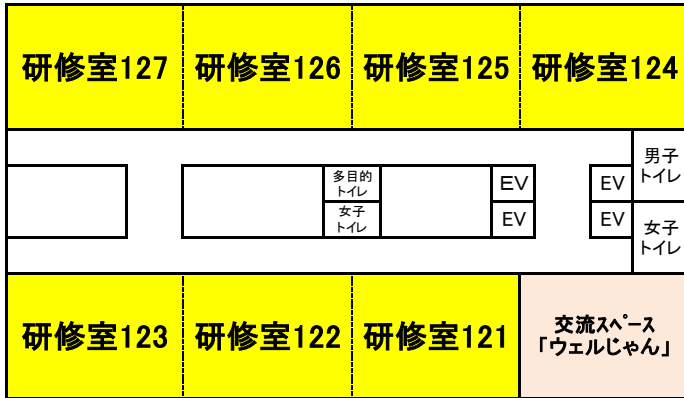 研修室127
研修室126
研修室125
研修室124
男子
トイレ
多目的
トイレ
EV
EV
女子
トイレ
EV
EV
女子
トイレ
研修室123
研修室122
研修室121
交流ｽﾍﾟｰｽ
「ウェルじゃん」